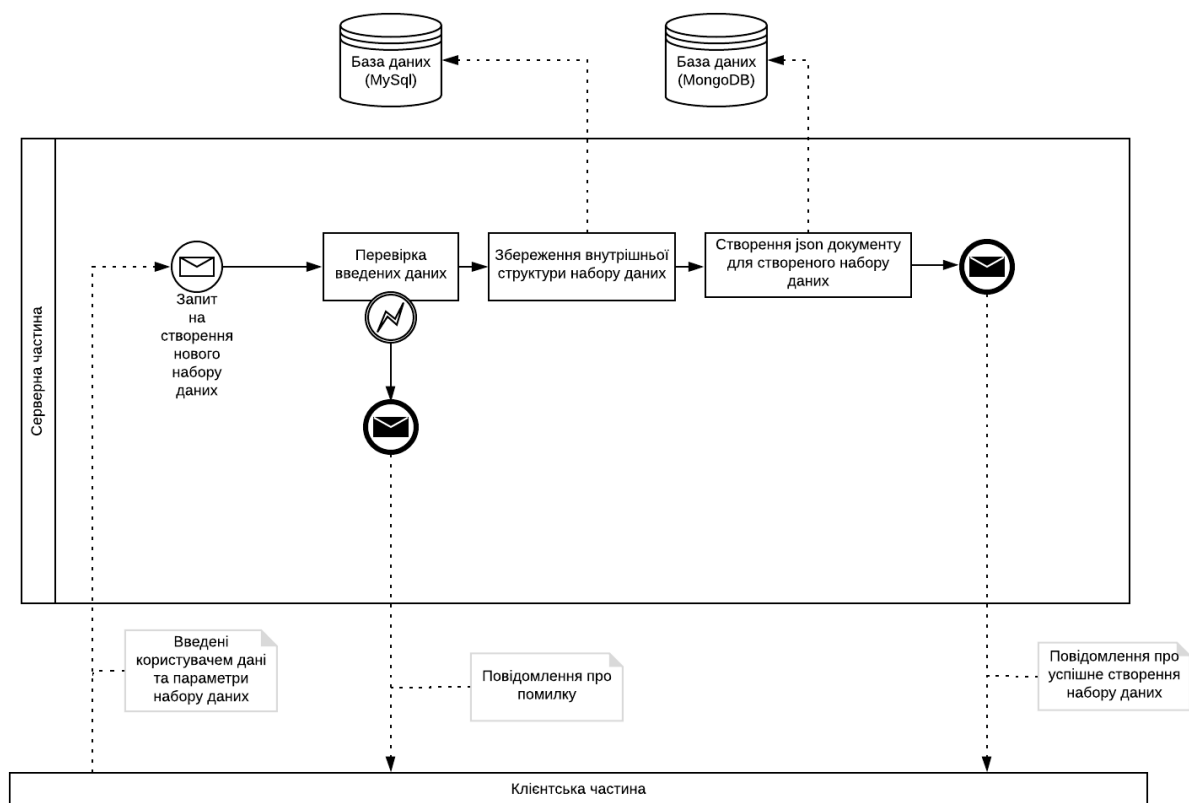 База даних
(MySql)
База даних
(MongoDB)
Серверна частина
Запит
на
створення
нового
набору
даних
Перевірка
введених даних
Збереження внутрішньої
структури набору даних
Створення json документу
для створеного набору
даних
Введені
користувачем дані
та параметри
набору даних
Повідомлення про
помилку
Повідомлення про
успішне створення
набору даних
Клієнтська частина